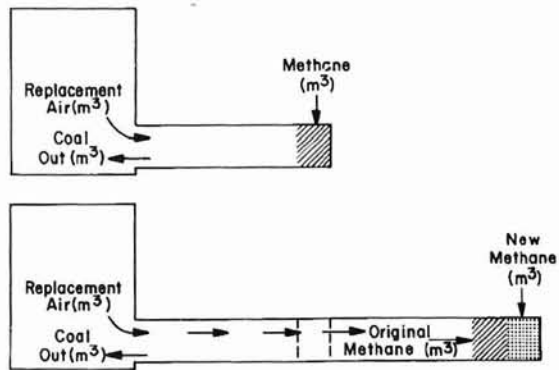 Methane
(m³)
Replacement
Air(m³)
Coal
Out (m³)
New
Methane
(m³)
Replacement
Air(m³)
Coal
Out (m³)
Original
Methane (m³)